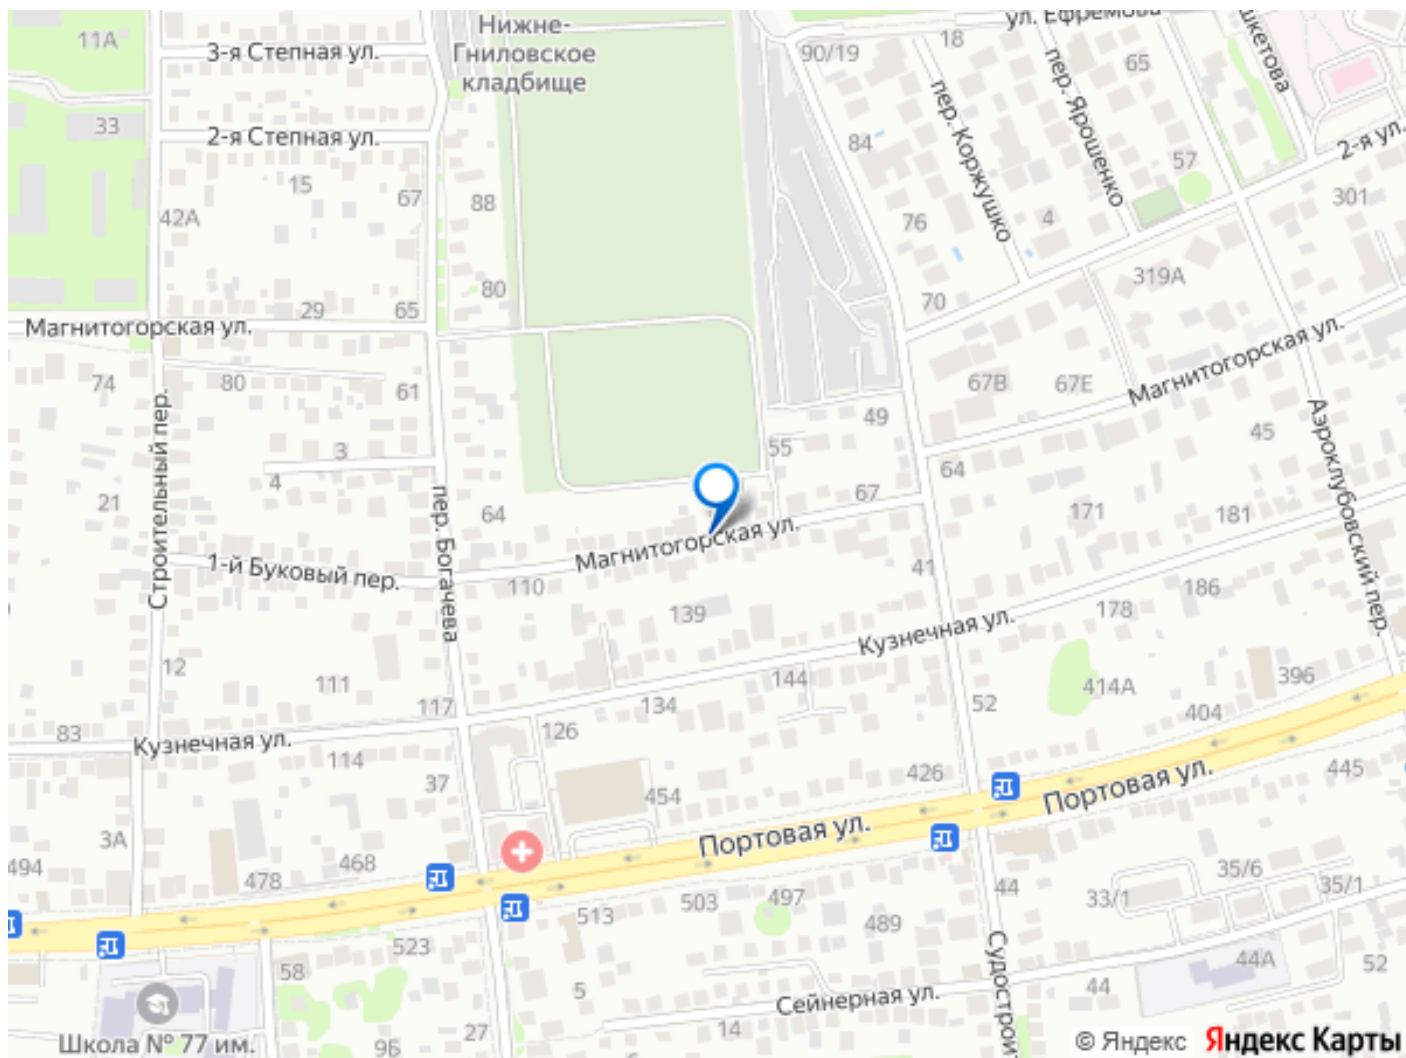 11А
3-я Степная ул.
Нижне-
Гниловское
кладбище
90/19
18
ул. Ефремова
65
33
2-я Степная ул.
15
67
88
42А
84
пер. Коржушко
пер. Ярошенко
57
2-я ул.
301
76
4
80
29
65
70
319А
Магнитогорская ул.
Магнитогорская ул.
74
80
61
67В
67Е
49
55
45
3
4
21
64
67
64
171
181
Строительный пер.
пер. Богачева
Аэроклубовский пер.
Магнитогорская ул.
1-й Буковый пер.
110
139
41
186
178
Кузнечная ул.
12
111
117
134
144
52
414А
396
404
83
Кузнечная ул.
114
126
37
454
426
445
Портовая ул.
Портовая ул.
3А
494
468
478
513
503
497
489
44
33/1
35/6
35/1
523
58
5
Сейнерная ул.
44
44А
52
14
27
96
Школа № 77 им.
© Яндекс Яндекс Карты